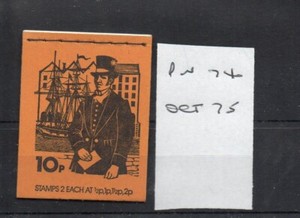 10p
STAMPS 2 EACH AT ½p,1p,1½p,2p
PN 74
OCT 75